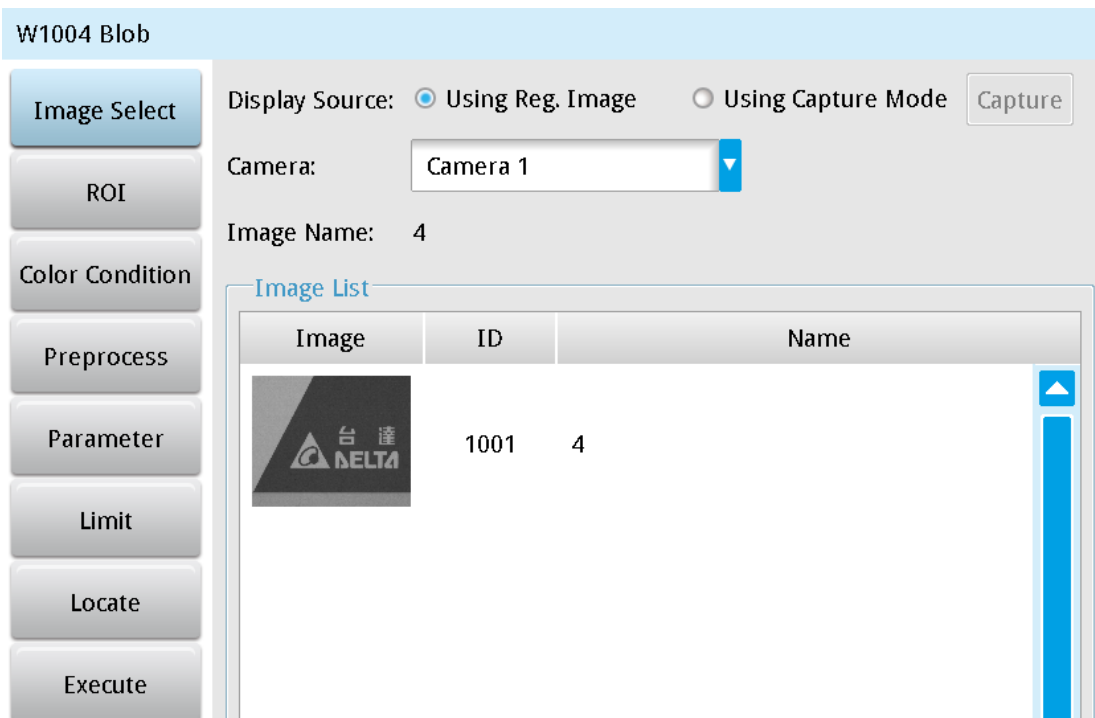 W1004 Blob
Image Select
ROI
Color Condition
Preprocess
Parameter
Limit
Locate
Execute
Display Source: Using Reg. Image Using Capture Mode Capture
Camera: Camera 1
Image Name: 4
Image List
Image ID Name
台達
DELTA
1001 4